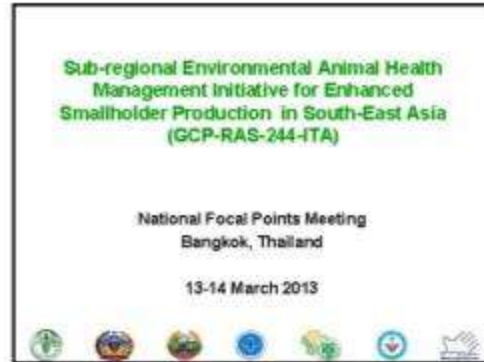 Sub-regional Environmental Animal Health
Management Initiative for Enhanced
Smallholder Production in South-East Asia
(GCP-RAS-244-ITA)
National Focal Points Meeting
Bangkok, Thailand
13-14 March 2013